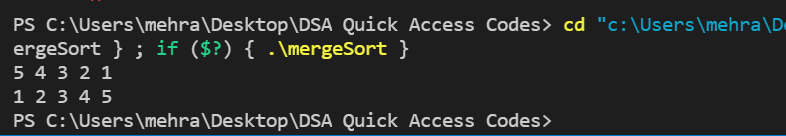 PS C:\Users\mehra\Desktop\DSA Quick Access Codes> cd "c:\Users\mehra\De
ergeSort } ; if ($?) { .\mergeSort }
5 4 3 2 1
1 2 3 4 5
PS C:\Users\mehra\Desktop\DSA Quick Access Codes>